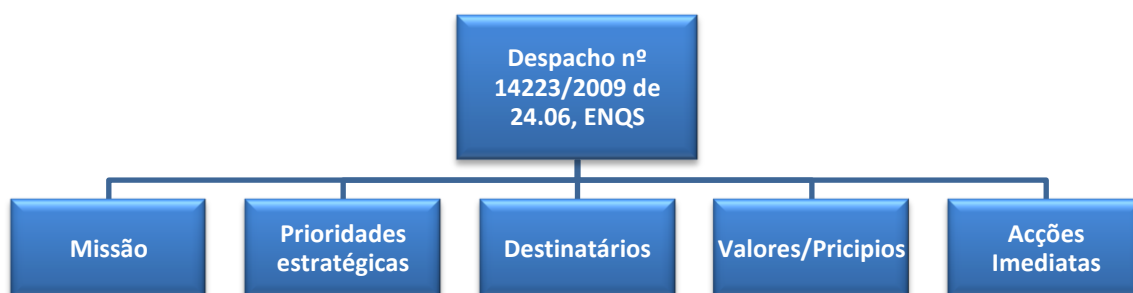 Despacho nº
14223/2009 de
24.06, ENQS
Missão
Prioridades
estratégicas
Destinatários
Valores/Pricipios
Acções
Imediatas